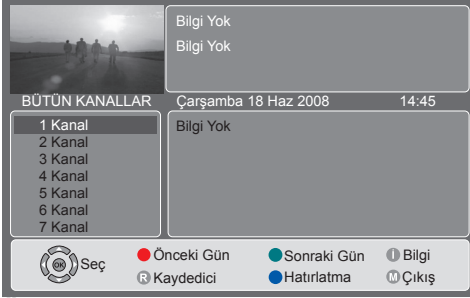 Bilgi Yok
Bilgi Yok
BÜTÜN KANALLAR Çarşamba 18 Haz 2008 14:45
1 Kanal
2 Kanal
3 Kanal
4 Kanal
5 Kanal
6 Kanal
7 Kanal
Bilgi Yok
OK Seç
Önceki Gün Sonraki Gün I Bilgi
R Kaydedici Hatırlatma M Çıkış